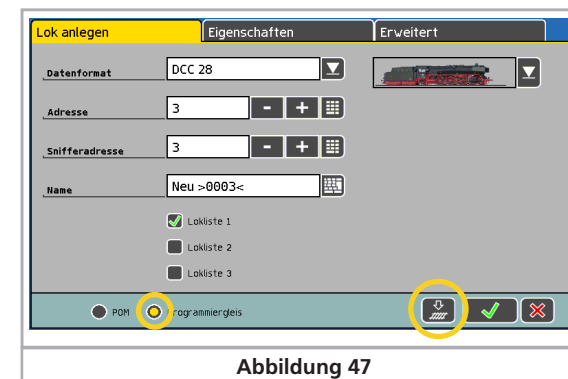 Lok anlegen Eigenschaften Erweitert
Datenformat DCC 28
Adresse 3 - +
Snifferadresse 3 - +
Name Neu >0003<
Lokliste 1
Lokliste 2
Lokliste 3
POM Programmiergleis
Abbildung 47